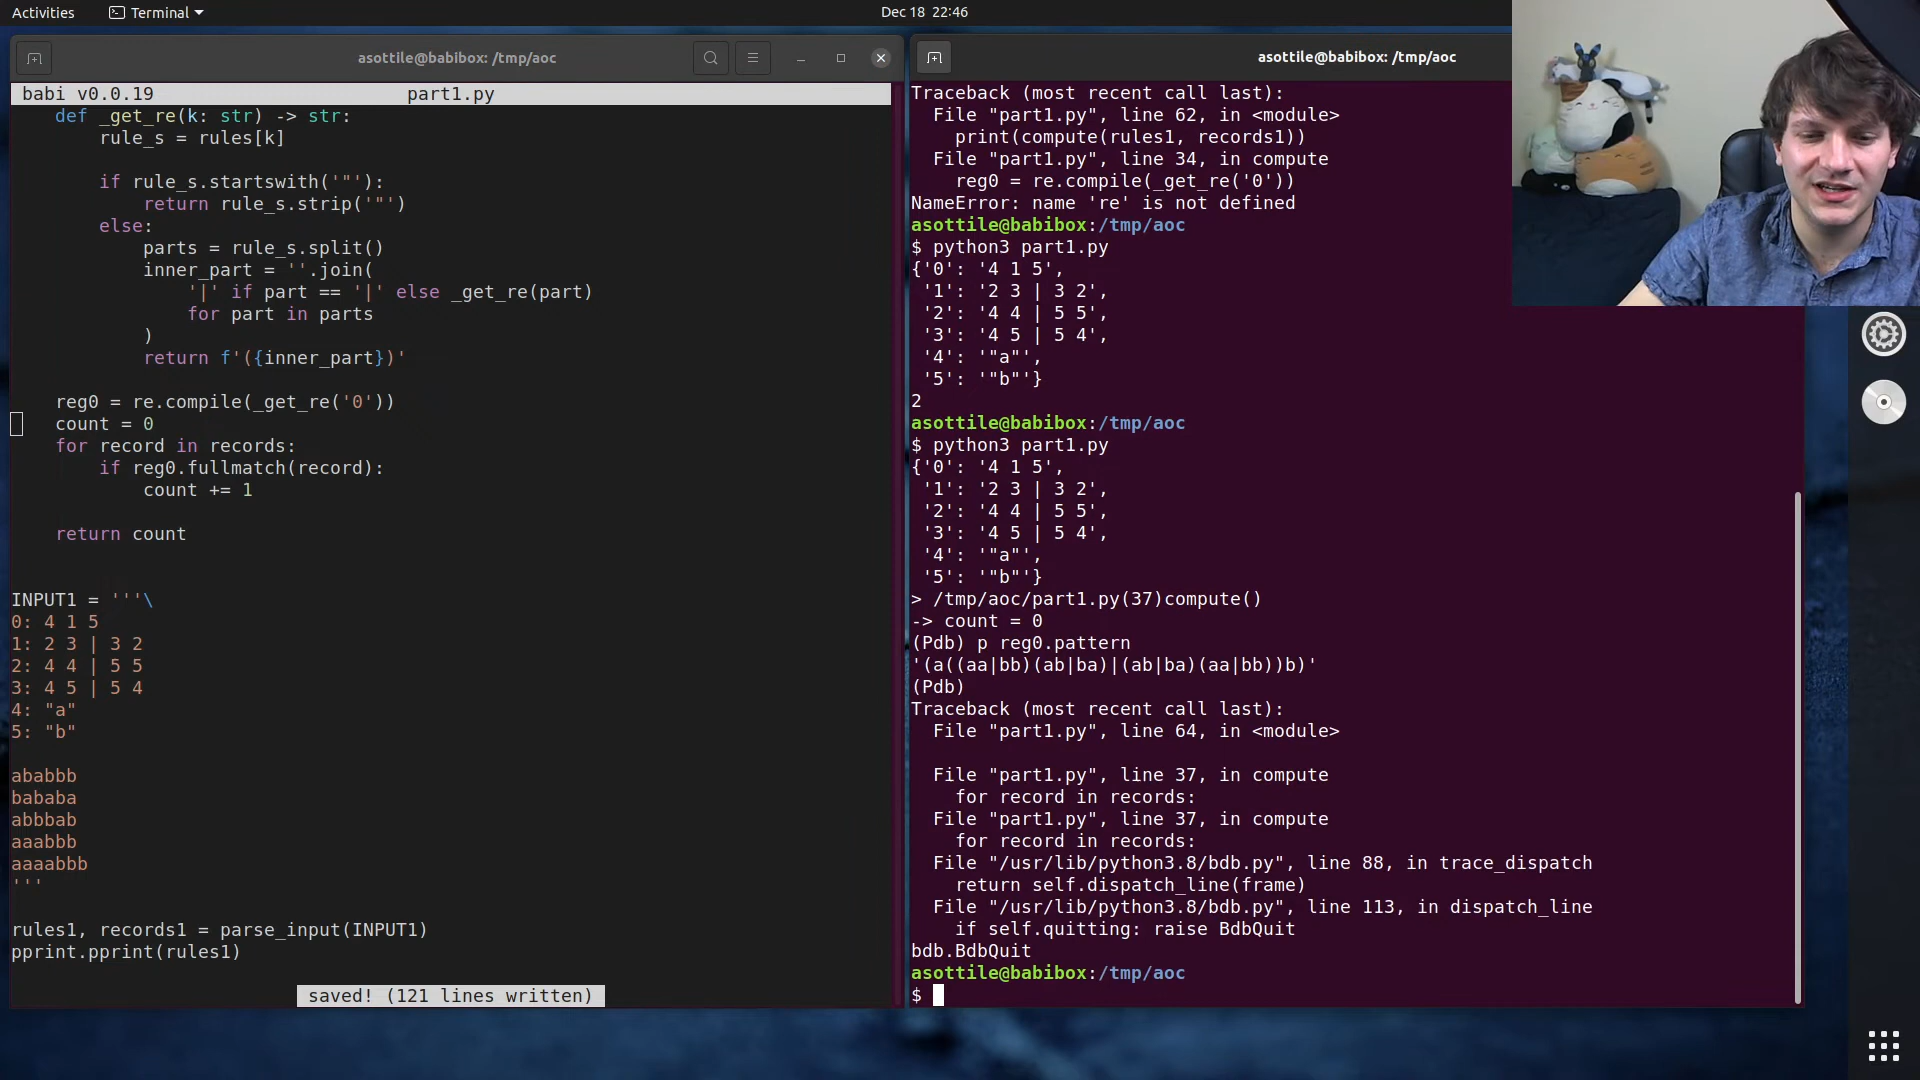 Activities
Terminal
Dec 18 22:46
asottile@babibox: /tmp/aoc
babi v0.0.19 part1.py
    def _get_re(k: str) -> str:
        rule_s = rules[k]
        if rule_s.startswith('"'):
            return rule_s.strip('"')
        else:
            parts = rule_s.split()
            inner_part = ''.join(
                '|' if part == '|' else _get_re(part)
                for part in parts
            )
            return f'({inner_part})'
    reg0 = re.compile(_get_re('0'))
    count = 0
    for record in records:
        if reg0.fullmatch(record):
            count += 1
    return count
INPUT1 = '''\
0: 4 1 5
1: 2 3 | 3 2
2: 4 4 | 5 5
3: 4 5 | 5 4
4: "a"
5: "b"
ababbb
bababa
abbbab
aaabbb
aaaabbb
'''
rules1, records1 = parse_input(INPUT1)
pprint.pprint(rules1)
saved! (121 lines written)
asottile@babibox: /tmp/aoc
Traceback (most recent call last):
  File "part1.py", line 62, in <module>
    print(compute(rules1, records1))
  File "part1.py", line 34, in compute
    reg0 = re.compile(_get_re('0'))
NameError: name 're' is not defined
asottile@babibox:/tmp/aoc
$ python3 part1.py
{'0': '4 1 5',
 '1': '2 3 | 3 2',
 '2': '4 4 | 5 5',
 '3': '4 5 | 5 4',
 '4': '"a"',
 '5': '"b"'}
2
asottile@babibox:/tmp/aoc
$ python3 part1.py
{'0': '4 1 5',
 '1': '2 3 | 3 2',
 '2': '4 4 | 5 5',
 '3': '4 5 | 5 4',
 '4': '"a"',
 '5': '"b"'}
> /tmp/aoc/part1.py(37)compute()
-> count = 0
(Pdb) p reg0.pattern
'(a((aa|bb)(ab|ba)|(ab|ba)(aa|bb))b)'
(Pdb)
Traceback (most recent call last):
  File "part1.py", line 64, in <module>
  File "part1.py", line 37, in compute
    for record in records:
  File "part1.py", line 37, in compute
    for record in records:
  File "/usr/lib/python3.8/bdb.py", line 88, in trace_dispatch
    return self.dispatch_line(frame)
  File "/usr/lib/python3.8/bdb.py", line 113, in dispatch_line
    if self.quitting: raise BdbQuit
bdb.BdbQuit
asottile@babibox:/tmp/aoc
$